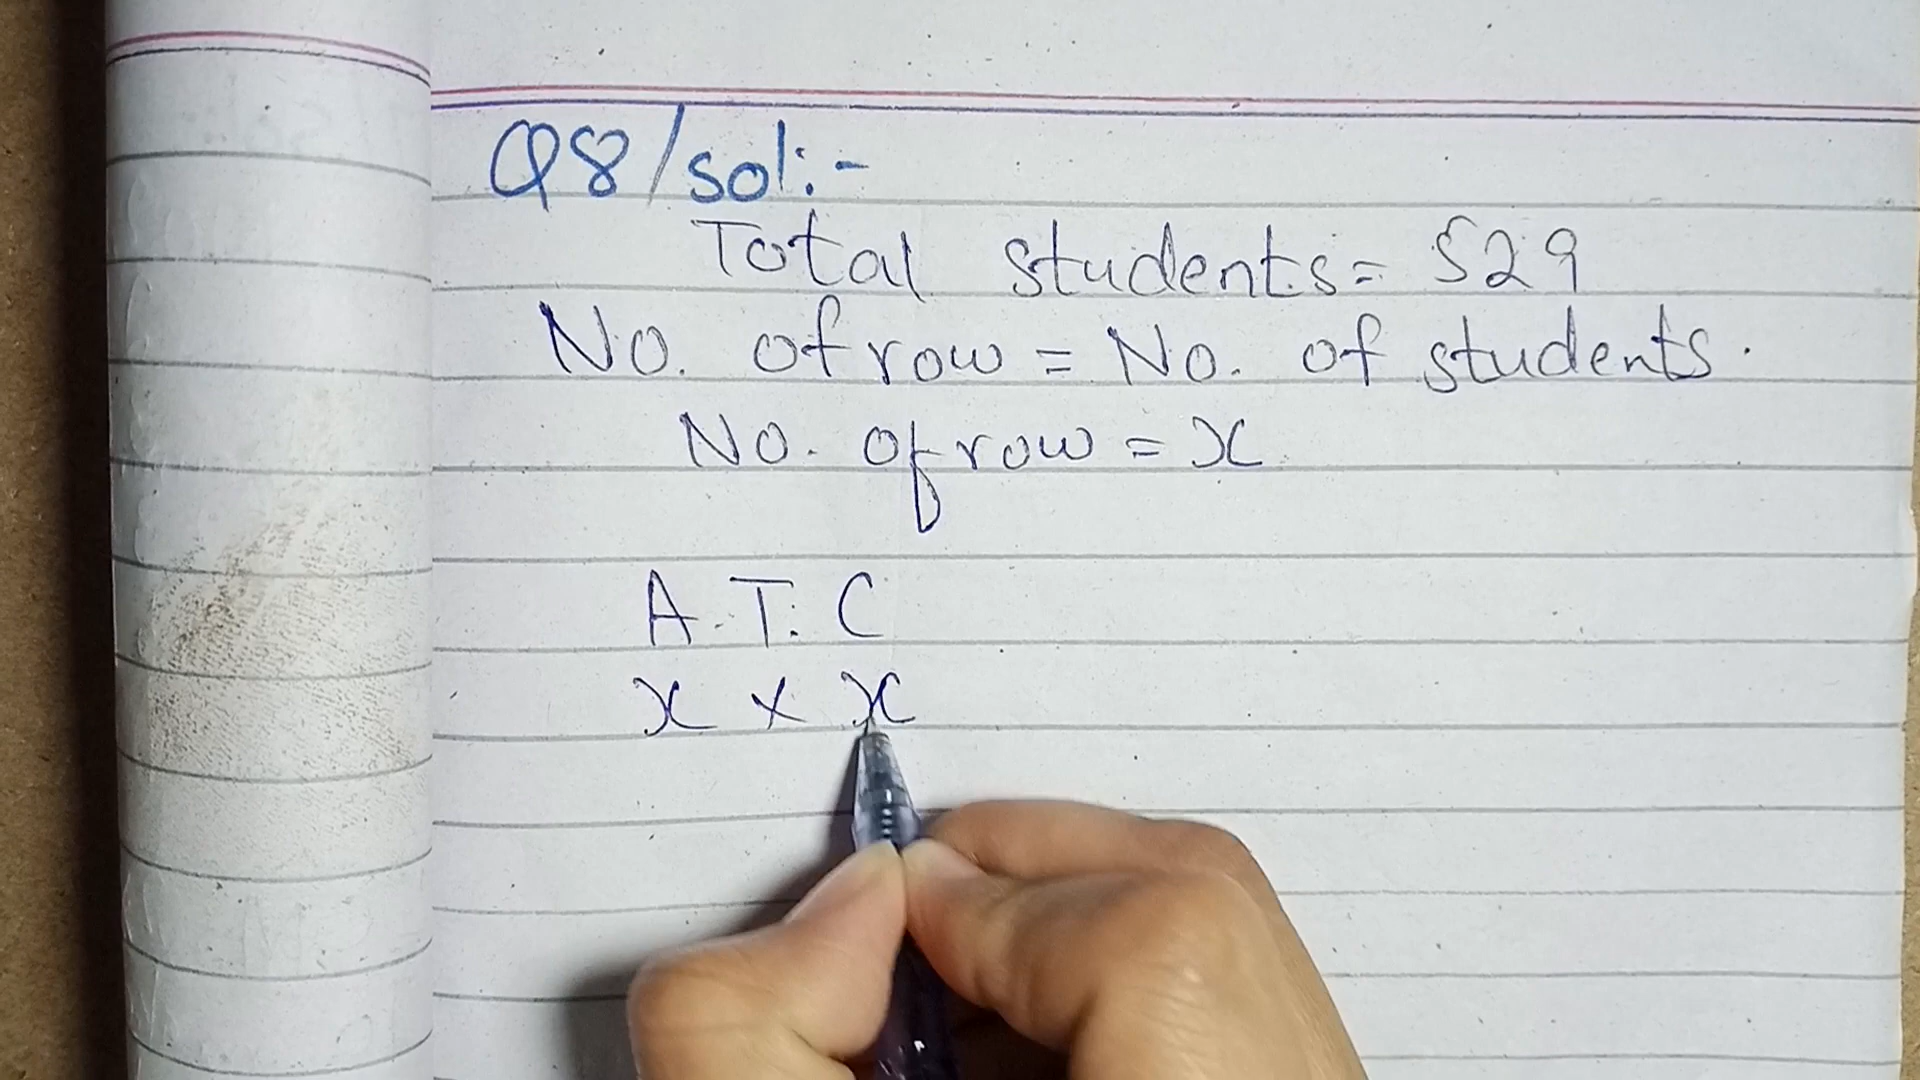 Q8/sol:-
Total students= 529
No. of row = No. of students.
No. of row = x
A.T.C
x × x